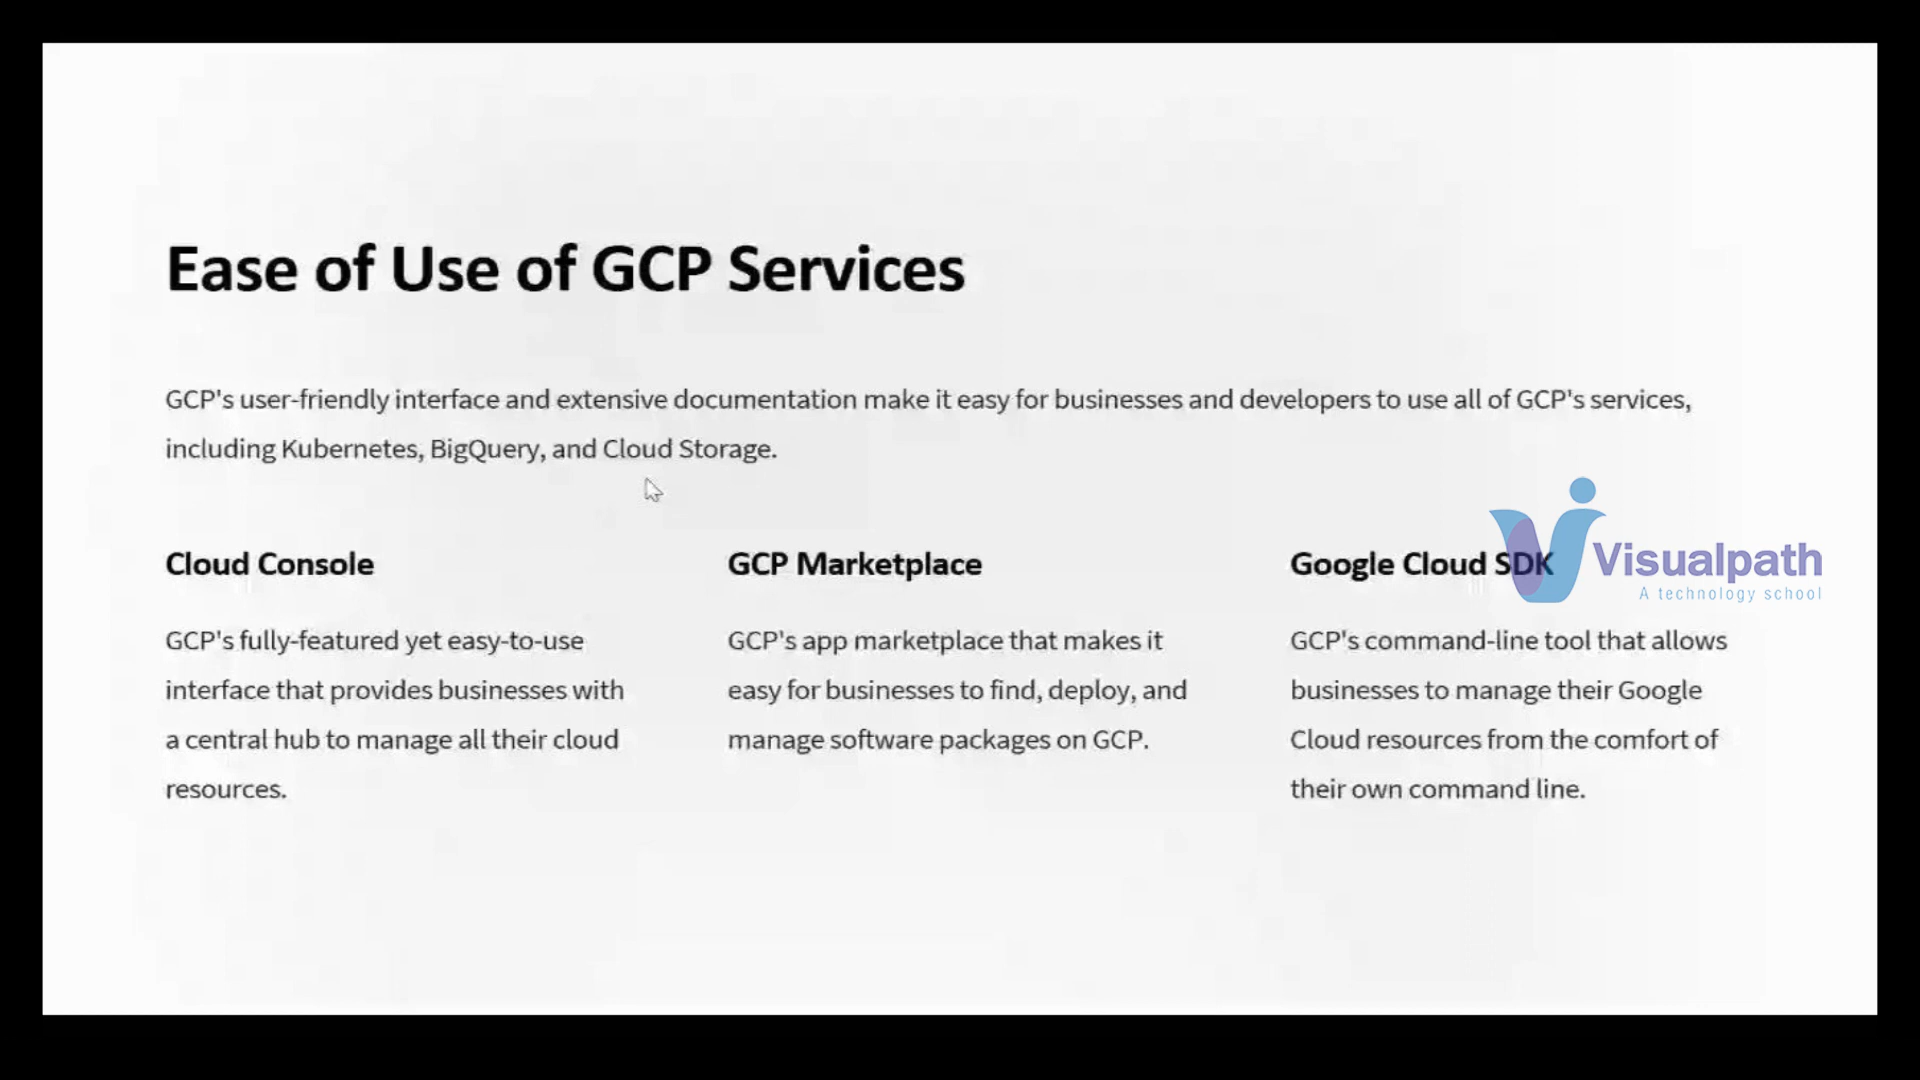 Ease of Use of GCP Services
GCP's user-friendly interface and extensive documentation make it easy for businesses and developers to use all of GCP's services,
including Kubernetes, BigQuery, and Cloud Storage.
Cloud Console
GCP's fully-featured yet easy-to-use
interface that provides businesses with
a central hub to manage all their cloud
resources.
GCP Marketplace
GCP's app marketplace that makes it
easy for businesses to find, deploy, and
manage software packages on GCP.
Google Cloud SDK
GCP's command-line tool that allows
businesses to manage their Google
Cloud resources from the comfort of
their own command line.
Visualpath
A technology school